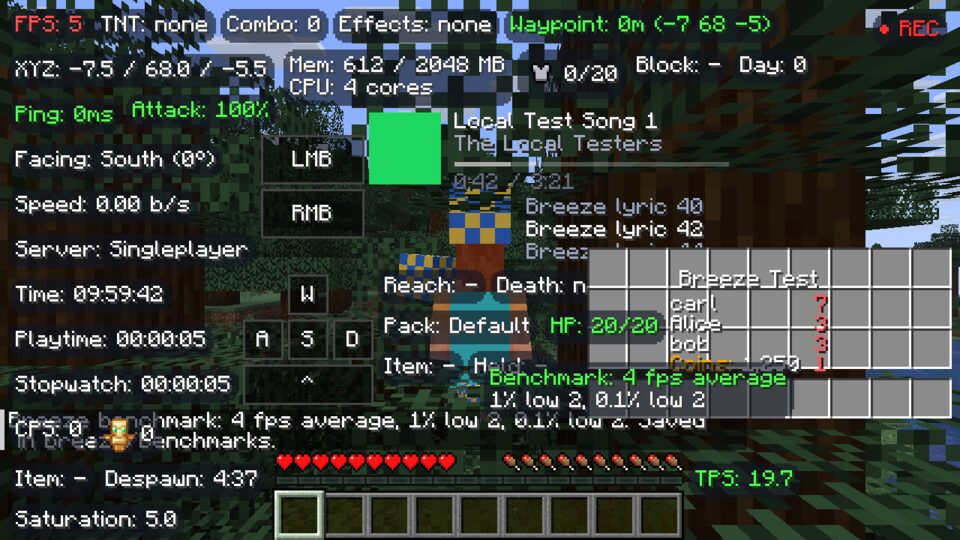 FPS: 5 TNT: none Combo: 0 Effects: none Waypoint: 0m (-7 68 -5) REC
XYZ: -7.5 / 68.0 / -5.5 Mem: 612 / 2048 MB 0/20 Block: - Day: 0
CPU: 4 cores
Ping: 0ms Attack: 100%
Local Test Song 1
The Local Testers
Facing: South (0°) LMB
0:42 / 3:21
Speed: 0.00 b/s RMB
Breeze lyric 40
Breeze lyric 42
Breeze lyric
Server: Singleplayer
Breeze Test
Reach: - Death:
Time: 09:59:42 W
carl 7
Alice 3
bob 3
Coins: 1,250 1
Pack: Default HP: 20/20
Playtime: 00:00:05 A S D
Item: - Held: -
Benchmark: 4 fps average
1% low 2, 0.1% low 2
Stopwatch: 00:00:05 ^
Breeze benchmark: 4 fps average, 1% low 2, 0.1% low 2. Saved
in Breeze benchmarks.
CPS: 0 0
Item: - Despawn: 4:37 TPS: 19.7
Saturation: 5.0